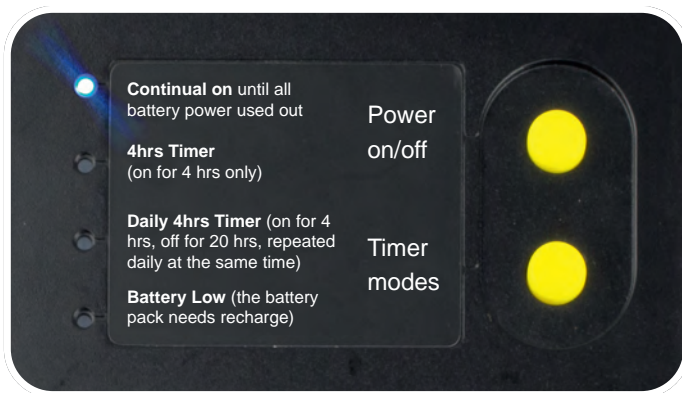 Continual on until all
battery power used out
4hrs Timer
(on for 4 hrs only)
Daily 4hrs Timer (on for 4
hrs, off for 20 hrs, repeated
daily at the same time)
Battery Low (the battery
pack needs recharge)
Power
on/off
Timer
modes